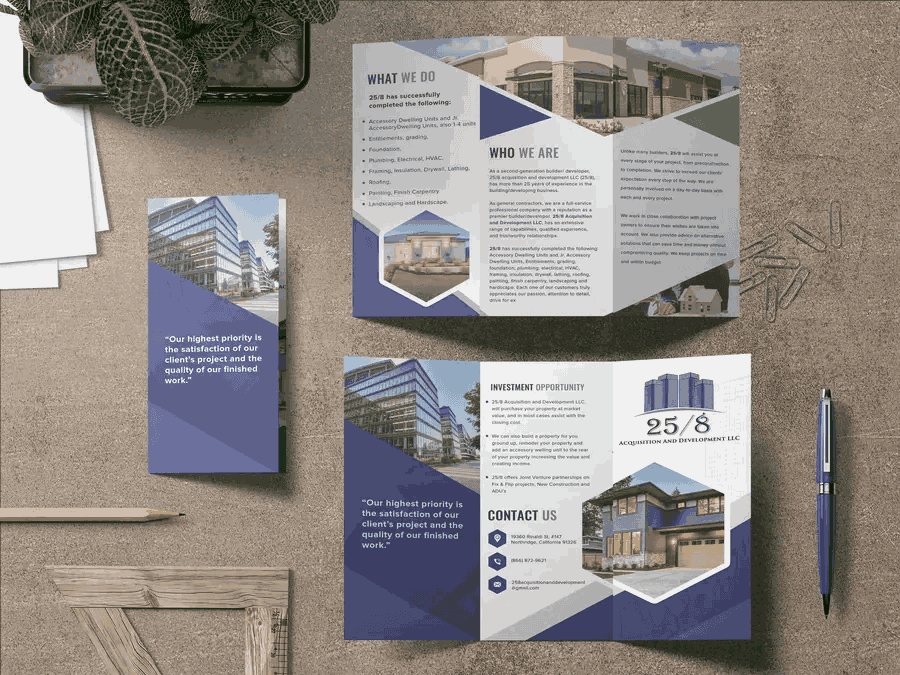 WHAT WE DO
25/8 has successfully
completed the following:
Accessory Dwelling Units and Jr.
AccessoryDwelling Units, also 1-4 units
Entitlements, grading,
Foundation,
Plumbing, Electrical, HVAC,
Framing, Insulation, Drywall, Lathing,
Roofing,
Painting, Finish Carpentry
Landscaping and Hardscape.
WHO WE ARE
As a second-generation builder developer,
25/8 acquisition and development LLC (25/8),
has more than 25 years of experience in the
building/developing business.
As general contractors, we are a full-service
professional company with a reputation as a
premier builder/developer. 25/8 Acquisition
and Development LLC, has an extensive
range of capabilities, qualified experience,
and trustworthy relationships.
25/8 has successfully completed the following:
Accessory Dwelling Units and Jr. Accessory
Dwelling Units, Entitlements, grading,
foundation, plumbing, electrical, HVAC,
framing, insulation, drywall, lathing, roofing,
painting, finish carpentry, landscaping and
hardscape. Each one of our customers truly
appreciates our passion, attention to detail,
drive for ex
Unlike many builders, 25/8 will assist you at
every stage of your project, from preconstruction
to completion. We strive to exceed our clients'
expectation every step of the way. We are
personally involved on a day-to-day basis with
each and every project.
We work in close collaboration with project
owners to ensure their wishes are taken into
account. We also provide advice on alternative
solutions that can save time and money without
compromising quality. We keep projects on time
and within budget
"Our highest priority is
the satisfaction of our
client's project and the
quality of our finished
work."
"Our highest priority is
the satisfaction of our
client's project and the
quality of our finished
work."
INVESTMENT OPPORTUNITY
25/8 Acquisition and Development LLC,
will purchase your property at market
value, and in most cases assist with the
closing cost.
We can also build a property for you
ground up, remodel your property and
add an accessory welling unit to the rear
of your property increasing the value and
creating income.
25/8 offers Joint Venture partnerships on
Fix & Flip projects, New Construction and
ADU's
CONTACT US
19360 Rinaldi St. #147
Northridge, California 91326
(866) 872-9621
258acquisitionanddevelopment
@gmail.com
25/8
ACQUISITION AND DEVELOPMENT LLC